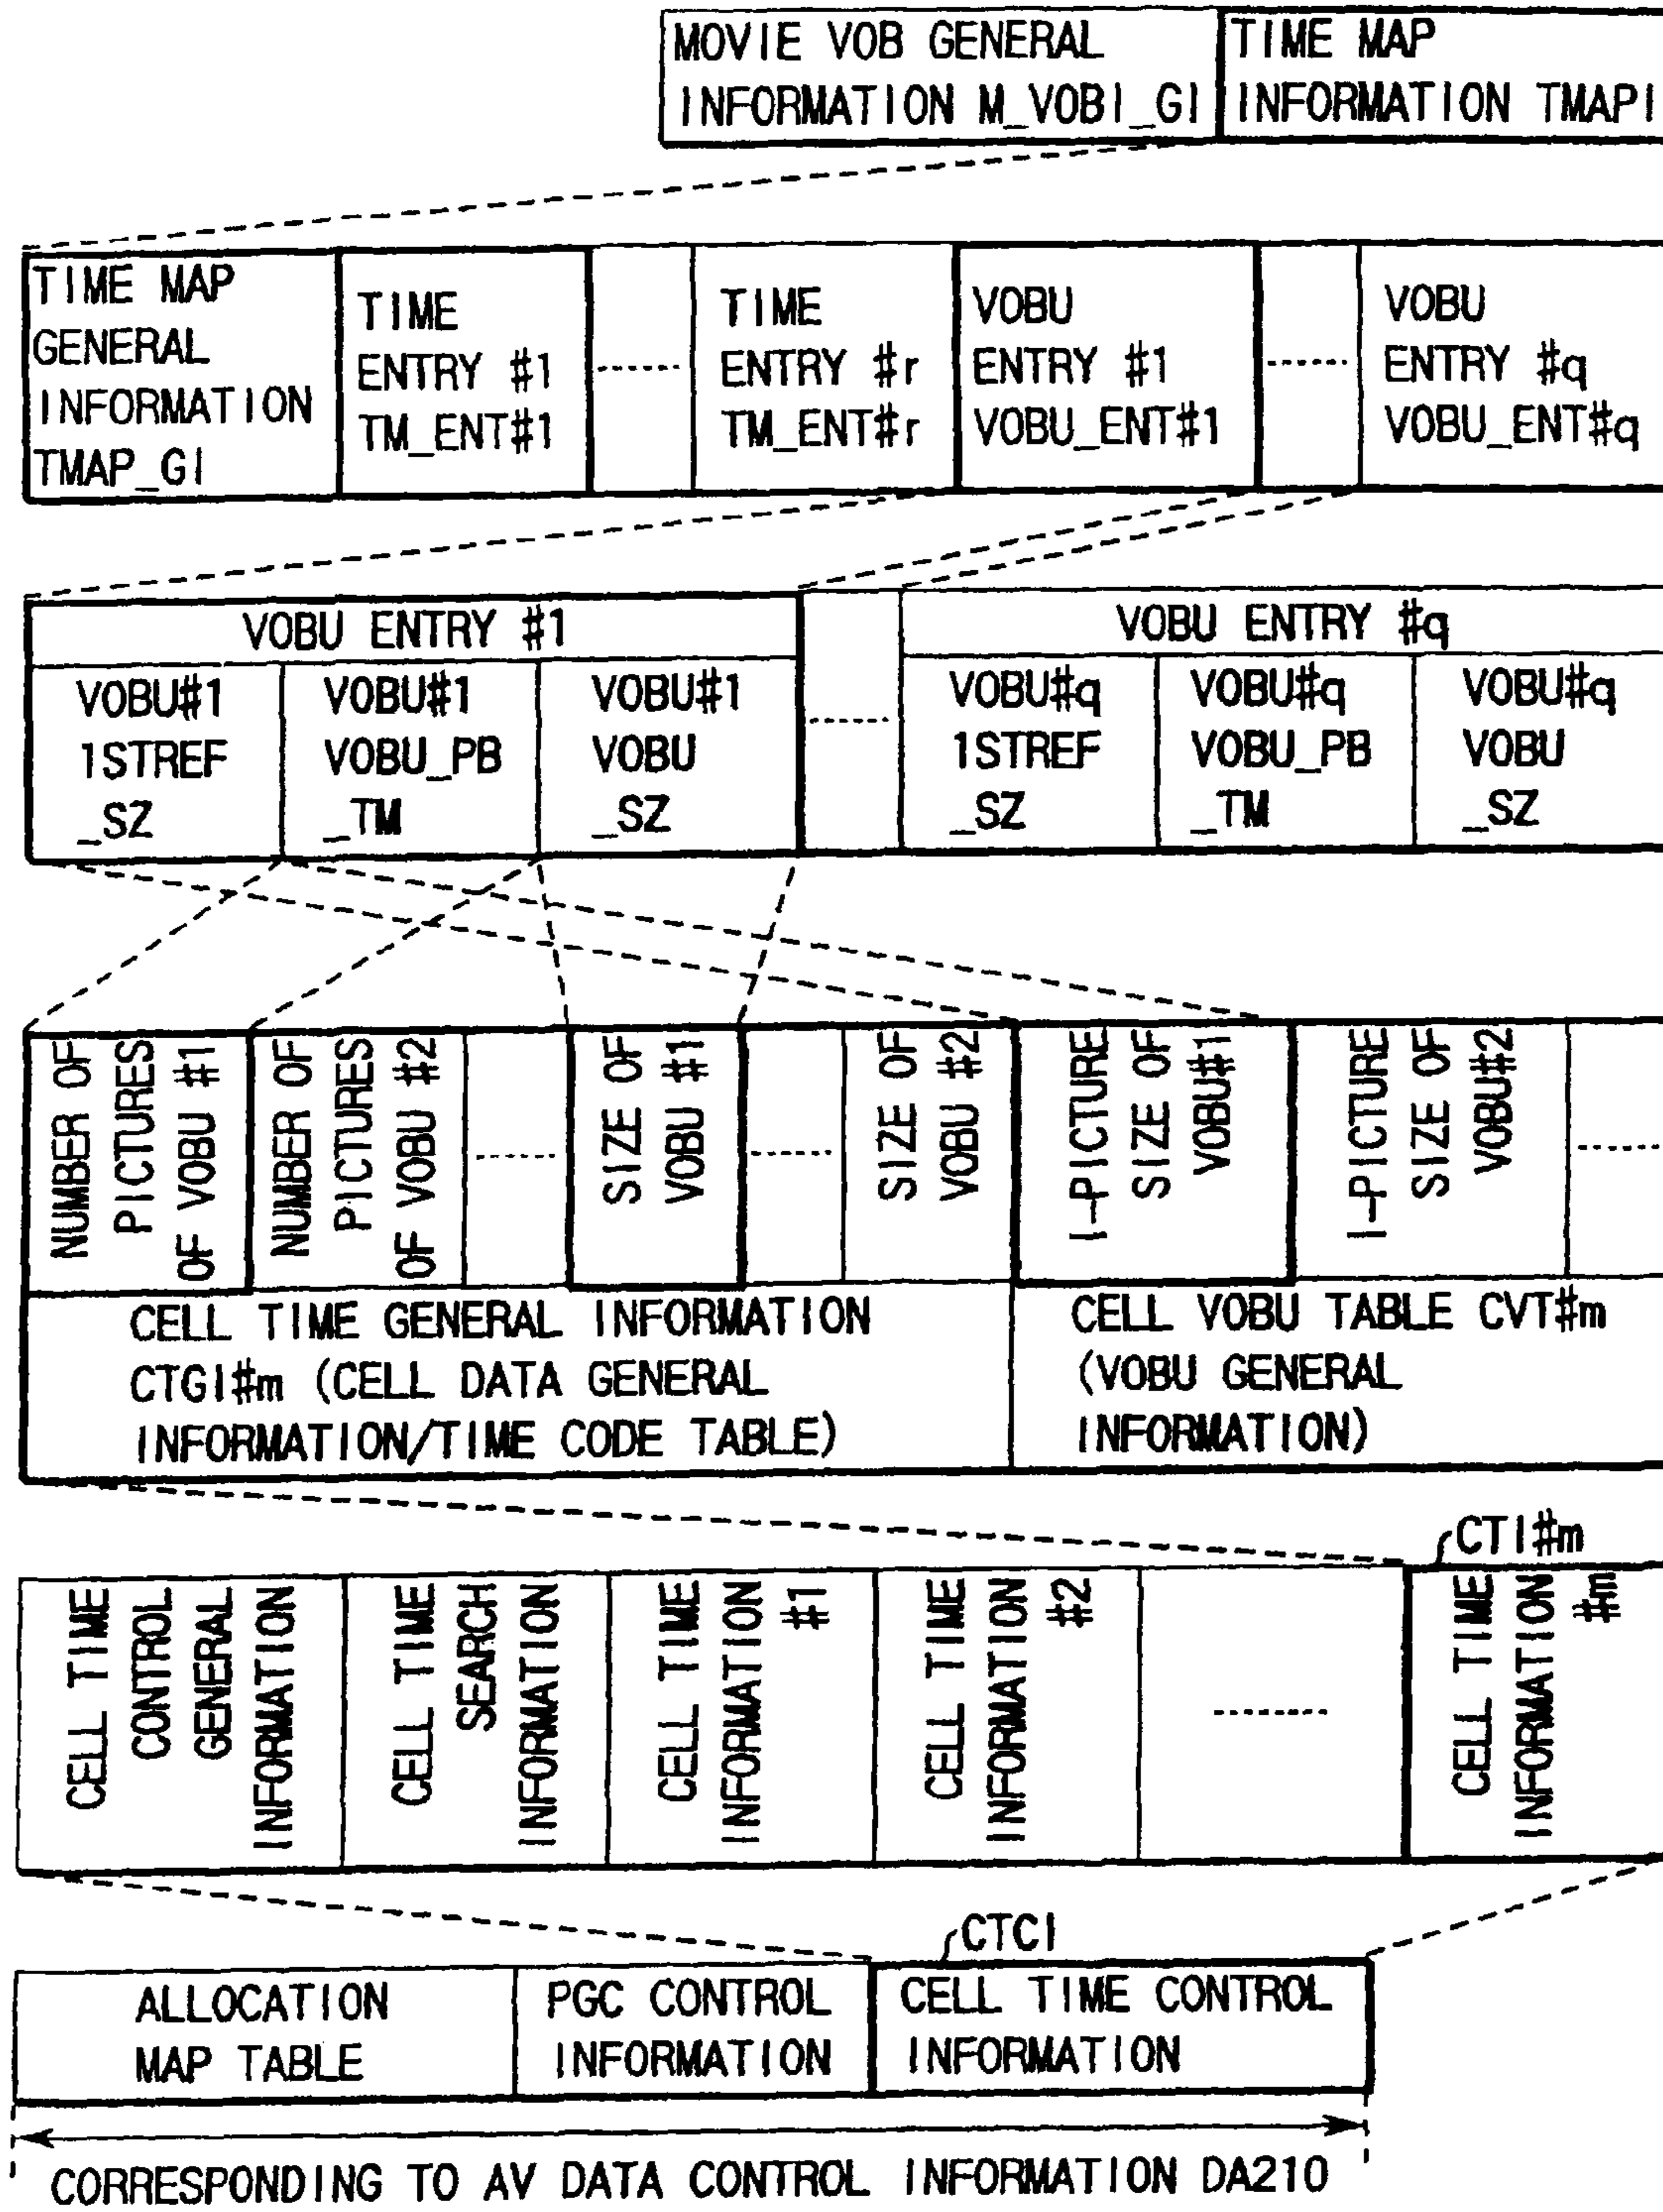 MOVIE VOB GENERAL
INFORMATION M_VOBI_GI
TIME MAP
INFORMATION TMAPI
TIME MAP
GENERAL
INFORMATION
TMAP_GI
TIME
ENTRY #1
TM_ENT#1
TIME
ENTRY #r
TM_ENT#r
VOBU
ENTRY #1
VOBU_ENT#1
VOBU
ENTRY #q
VOBU_ENT#q
VOBU ENTRY #1
VOBU#1
1STREF
_SZ
VOBU#1
VOBU_PB
_TM
VOBU#1
VOBU
_SZ
VOBU ENTRY #q
VOBU#q
1STREF
_SZ
VOBU#q
VOBU_PB
_TM
VOBU#q
VOBU
_SZ
NUMBER OF
PICTURES
OF VOBU #1
NUMBER OF
PICTURES
OF VOBU #2
SIZE OF
VOBU #1
SIZE OF
VOBU #2
I-PICTURE
SIZE OF
VOBU#1
I-PICTURE
SIZE OF
VOBU#2
CELL TIME GENERAL INFORMATION
CTGI#m (CELL DATA GENERAL
INFORMATION/TIME CODE TABLE)
CELL VOBU TABLE CVT#m
(VOBU GENERAL
INFORMATION)
CTI#m
CELL TIME
CONTROL
GENERAL
INFORMATION
CELL TIME
SEARCH
INFORMATION
CELL TIME
INFORMATION
#1
CELL TIME
INFORMATION
#2
CELL TIME
INFORMATION
#m
CTCI
ALLOCATION
MAP TABLE
PGC CONTROL
INFORMATION
CELL TIME CONTROL
INFORMATION
CORRESPONDING TO AV DATA CONTROL INFORMATION DA210